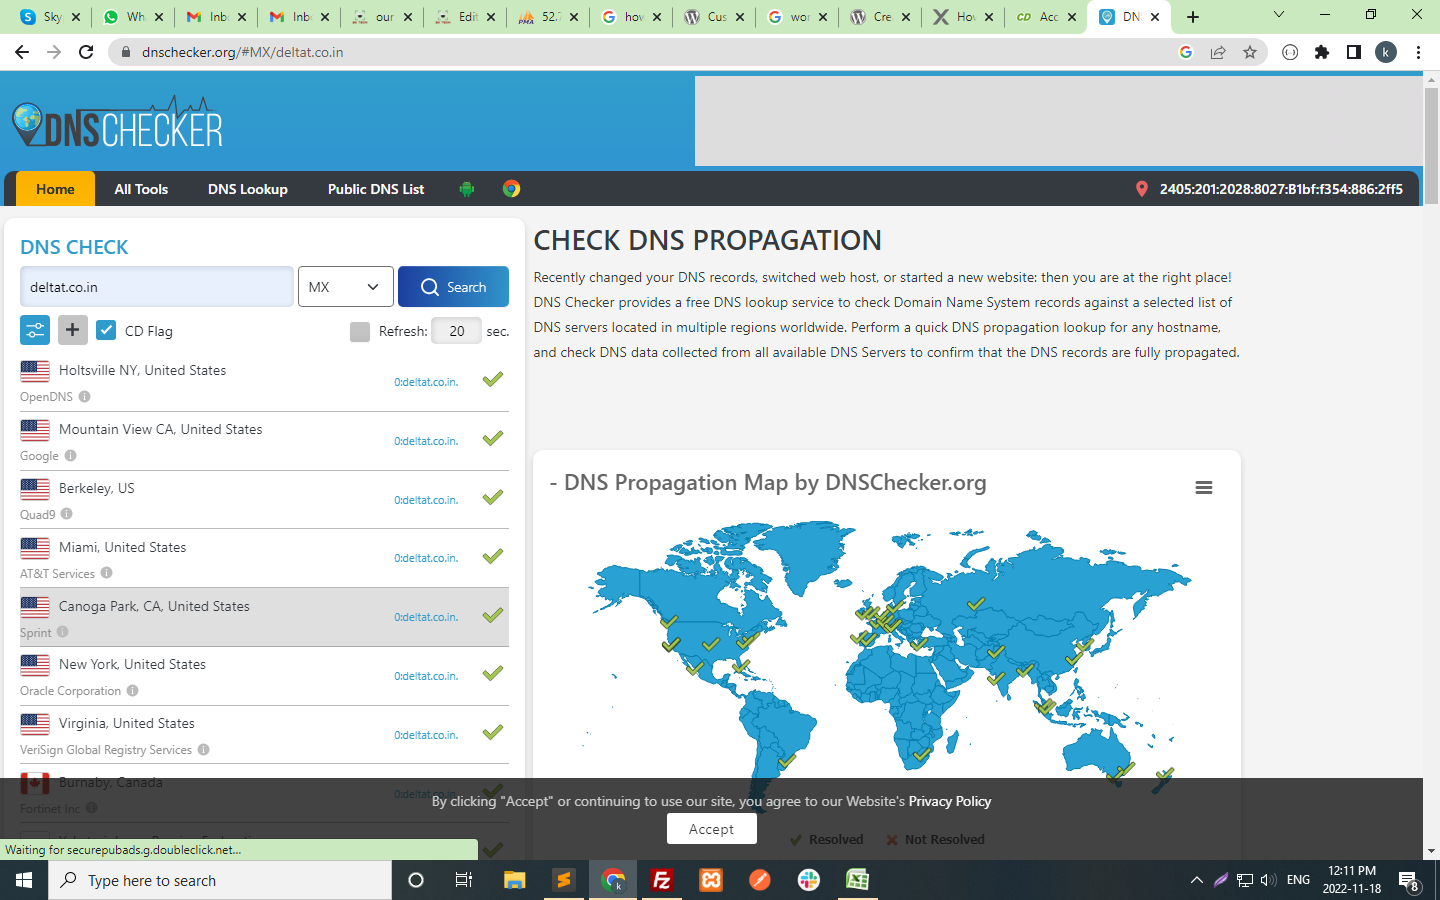 Sky
Wha
Inb
Inb
our
Edit
52.7
hov
Cus
wor
Cre
Hov
Acc
DN
dnschecker.org/#MX/deltat.co.in
k
DNSCHECKER
Home
All Tools
DNS Lookup
Public DNS List
2405:201:2028:8027:B1bf:f354:886:2ff5
DNS CHECK
deltat.co.in
MX
Search
CD Flag
Refresh: 20 sec.
Holtsville NY, United States
OpenDNS
0:deltat.co.in.
Mountain View CA, United States
Google
0:deltat.co.in.
Berkeley, US
Quad9
0:deltat.co.in.
Miami, United States
AT&T Services
0:deltat.co.in.
Canoga Park, CA, United States
Sprint
0:deltat.co.in.
New York, United States
Oracle Corporation
0:deltat.co.in.
Virginia, United States
VeriSign Global Registry Services
0:deltat.co.in.
Burnaby, Canada
Fortinet Inc
0:deltat.co.in.
CHECK DNS PROPAGATION
Recently changed your DNS records, switched web host, or started a new website: then you are at the right place!
DNS Checker provides a free DNS lookup service to check Domain Name System records against a selected list of
DNS servers located in multiple regions worldwide. Perform a quick DNS propagation lookup for any hostname,
and check DNS data collected from all available DNS Servers to confirm that the DNS records are fully propagated.
- DNS Propagation Map by DNSChecker.org
By clicking "Accept" or continuing to use our site, you agree to our Website's Privacy Policy
Accept
Resolved
Not Resolved
Waiting for securepubads.g.doubleclick.net...
Type here to search
ENG
12:11 PM
2022-11-18
8